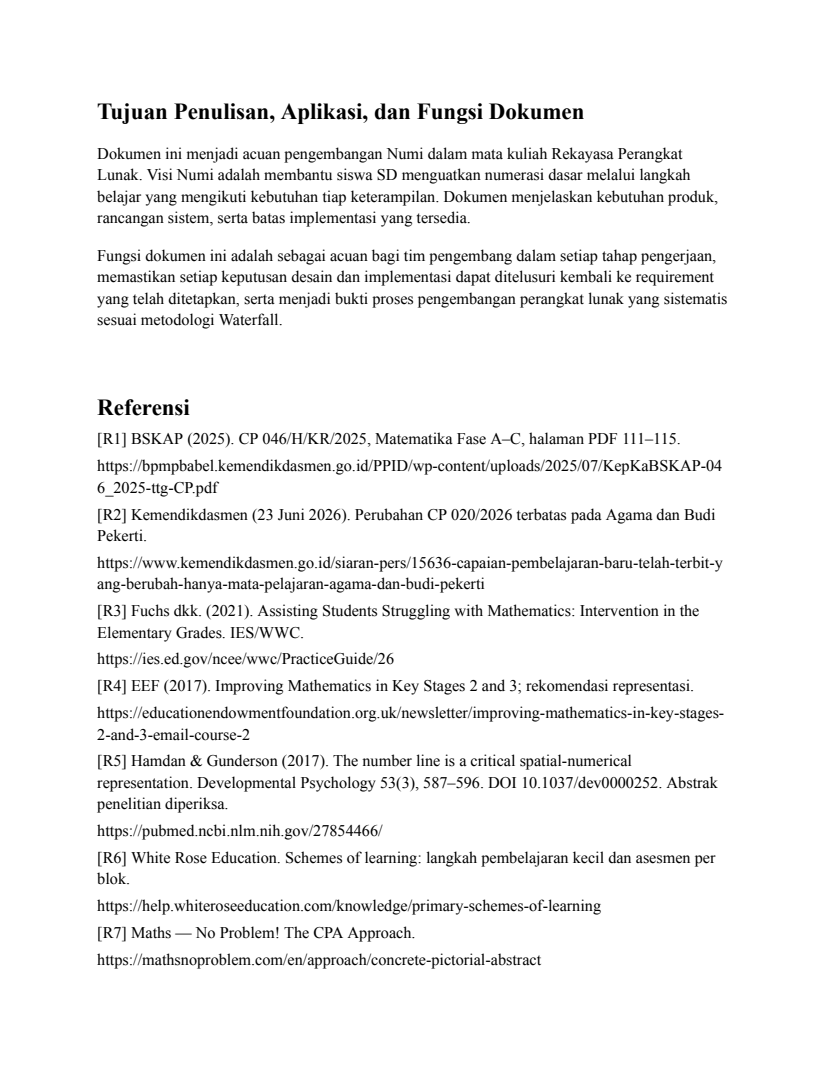 Tujuan Penulisan, Aplikasi, dan Fungsi Dokumen
Dokumen ini menjadi acuan pengembangan Numi dalam mata kuliah Rekayasa Perangkat
Lunak. Visi Numi adalah membantu siswa SD menguatkan numerasi dasar melalui langkah
belajar yang mengikuti kebutuhan tiap keterampilan. Dokumen menjelaskan kebutuhan produk,
rancangan sistem, serta batas implementasi yang tersedia.
Fungsi dokumen ini adalah sebagai acuan bagi tim pengembang dalam setiap tahap pengerjaan,
memastikan setiap keputusan desain dan implementasi dapat ditelusuri kembali ke requirement
yang telah ditetapkan, serta menjadi bukti proses pengembangan perangkat lunak yang sistematis
sesuai metodologi Waterfall.
Referensi
[R1] BSKAP (2025). CP 046/H/KR/2025, Matematika Fase A–C, halaman PDF 111–115.
https://bpmpbabel.kemendikdasmen.go.id/PPID/wp-content/uploads/2025/07/KepKaBSKAP-04
6_2025-ttg-CP.pdf
[R2] Kemendikdasmen (23 Juni 2026). Perubahan CP 020/2026 terbatas pada Agama dan Budi
Pekerti.
https://www.kemendikdasmen.go.id/siaran-pers/15636-capaian-pembelajaran-baru-telah-terbit-y
ang-berubah-hanya-mata-pelajaran-agama-dan-budi-pekerti
[R3] Fuchs dkk. (2021). Assisting Students Struggling with Mathematics: Intervention in the
Elementary Grades. IES/WWC.
https://ies.ed.gov/ncee/wwc/PracticeGuide/26
[R4] EEF (2017). Improving Mathematics in Key Stages 2 and 3; rekomendasi representasi.
https://educationendowmentfoundation.org.uk/newsletter/improving-mathematics-in-key-stages-
2-and-3-email-course-2
[R5] Hamdan & Gunderson (2017). The number line is a critical spatial-numerical
representation. Developmental Psychology 53(3), 587–596. DOI 10.1037/dev0000252. Abstrak
penelitian diperiksa.
https://pubmed.ncbi.nlm.nih.gov/27854466/
[R6] White Rose Education. Schemes of learning: langkah pembelajaran kecil dan asesmen per
blok.
https://help.whiteroseeducation.com/knowledge/primary-schemes-of-learning
[R7] Maths — No Problem! The CPA Approach.
https://mathsnoproblem.com/en/approach/concrete-pictorial-abstract